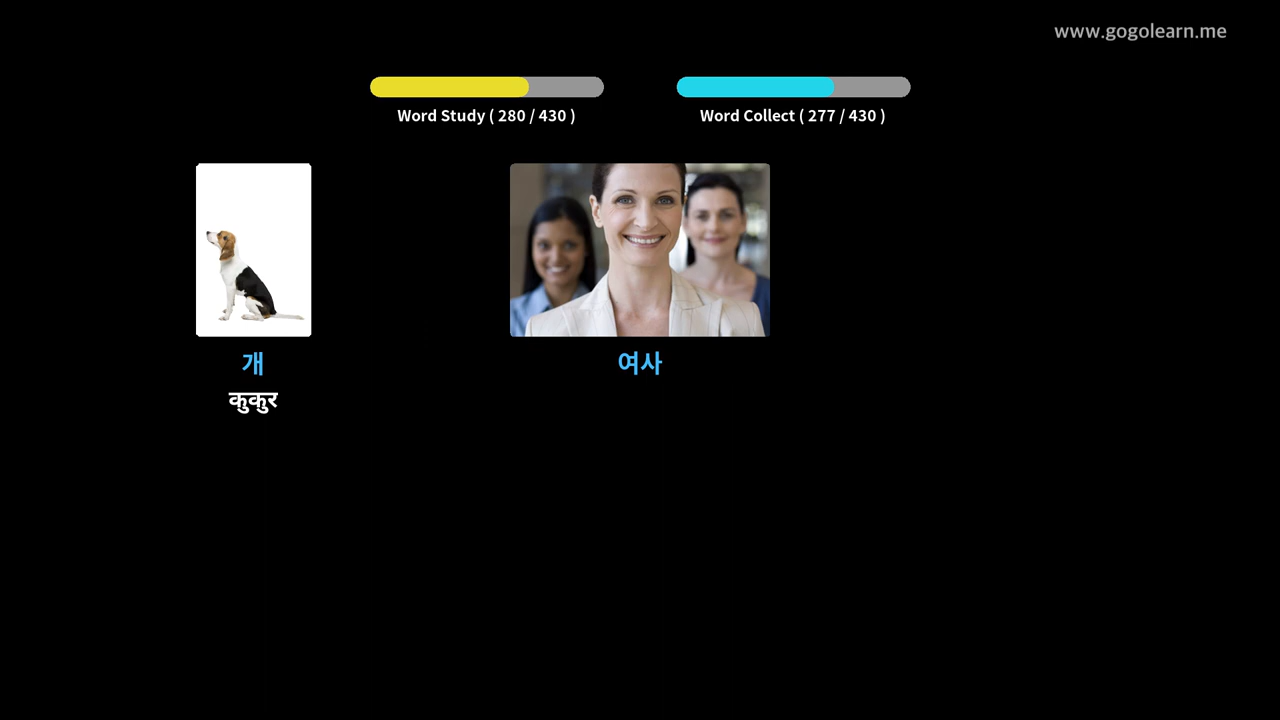 www.gogolearn.me
Word Study ( 280 / 430 )
Word Collect ( 277 / 430 )
개
कुकुर
여사